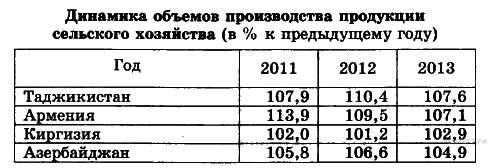 Динамика объемов производства продукции
сельского хозяйства (в % к предыдущему году)
Год 2011 2012 2013
Таджикистан 107,9 110,4 107,6
Армения 113,9 109,5 107,1
Киргизия 102,0 101,2 102,9
Азербайджан 105,8 106,6 104,9